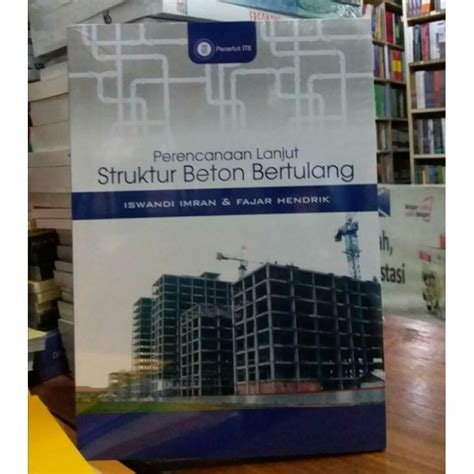 Penerbit ITB
Perencanaan Lanjut
Struktur Beton Bertulang
ISWANDI IMRAN & FAJAR HENDRIK